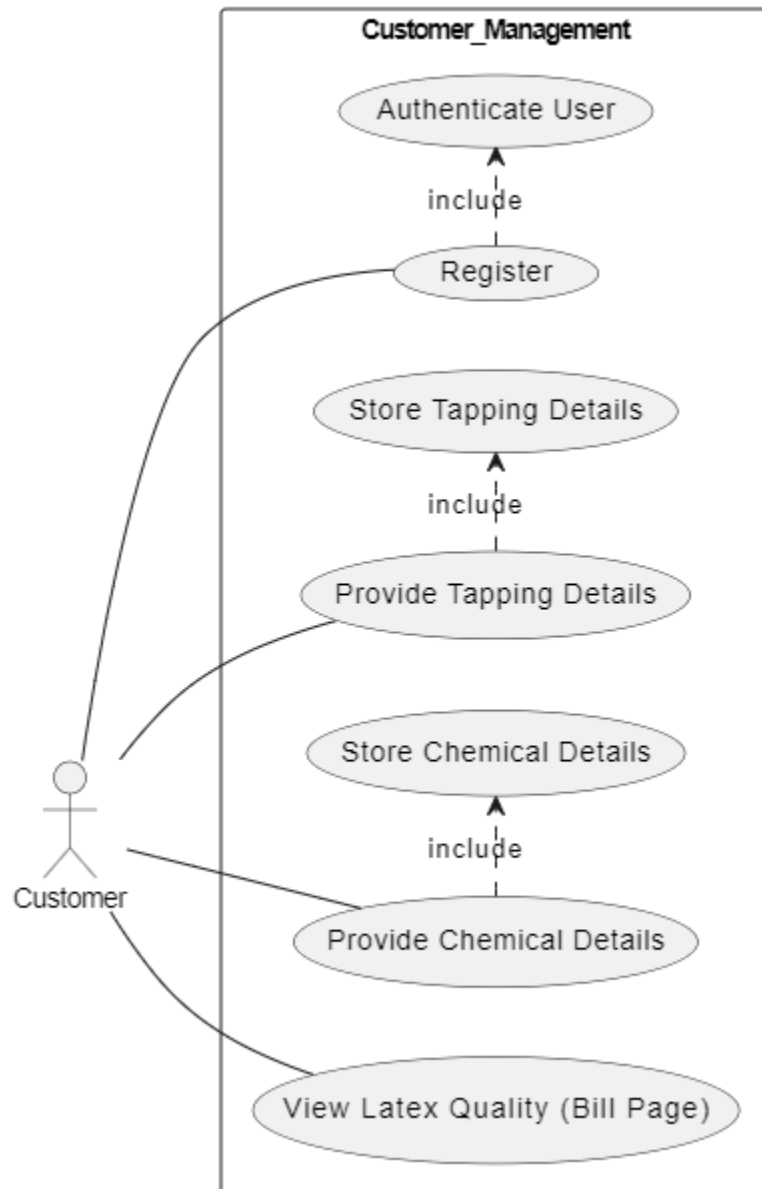 Customer_Management
Authenticate User
include
Register
Store Tapping Details
include
Provide Tapping Details
Store Chemical Details
include
Customer
Provide Chemical Details
View Latex Quality (Bill Page)